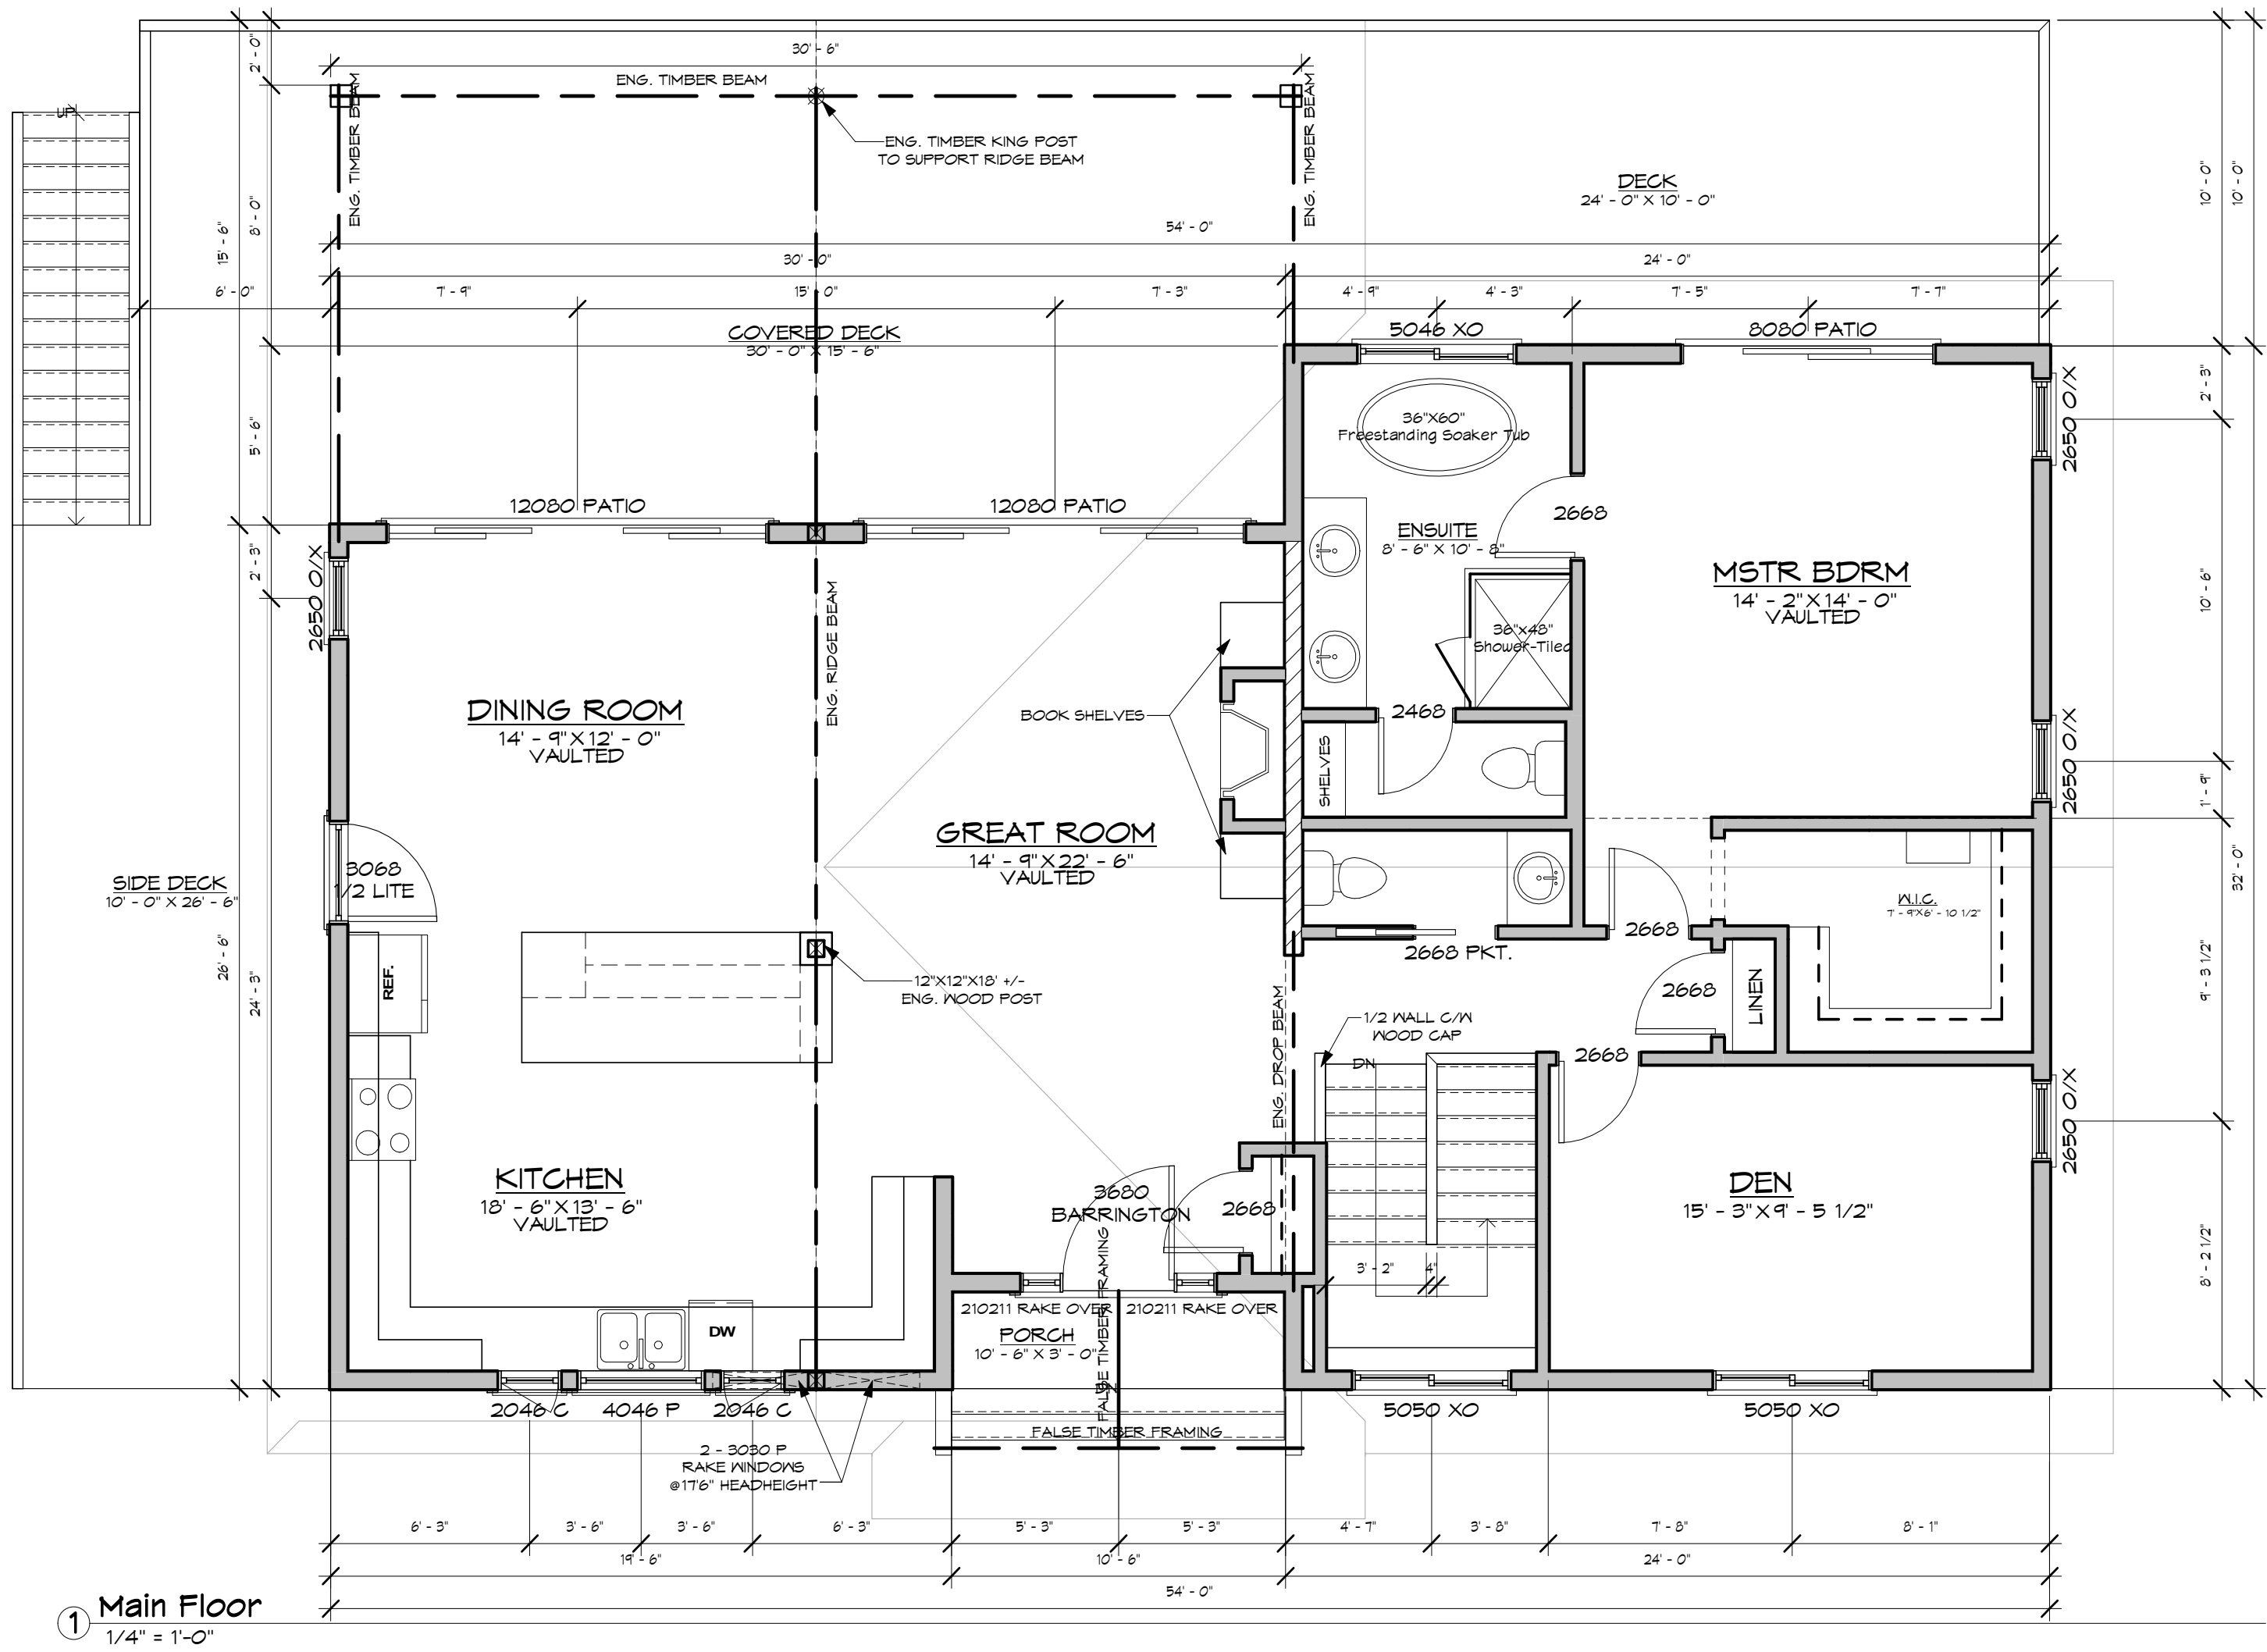 30' - 6"
ENG. TIMBER BEAM
ENG. TIMBER BEAM
ENG. TIMBER BEAM
2' - 0"
UP
ENG. TIMBER KING POST
TO SUPPORT RIDGE BEAM
DECK
24' - 0" X 10' - 0"
10' - 0"
10' - 0"
8' - 0"
15' - 6"
54' - 0"
30' - 0"
24' - 0"
6' - 0"
7' - 9"
15' - 0"
7' - 3"
4' - 9"
4' - 3"
7' - 5"
7' - 7"
COVERED DECK
30' - 0" X 15' - 6"
5046 XO
8080 PATIO
2' - 3"
2650 O/X
5' - 6"
36"X60"
Freestanding Soaker Tub
12080 PATIO
12080 PATIO
2668
ENSUITE
8' - 6" X 10' - 8"
2' - 3"
2650 O/X
MSTR BDRM
14' - 2" X 14' - 0"
VAULTED
10' - 6"
ENG. RIDGE BEAM
36"x48"
Shower-Tiled
DINING ROOM
14' - 9" X 12' - 0"
VAULTED
BOOK SHELVES
2468
SHELVES
2650 O/X
1' - 9"
GREAT ROOM
14' - 9" X 22' - 6"
VAULTED
3068
1/2 LITE
SIDE DECK
10' - 0" X 26' - 6"
32' - 0"
W.I.C.
7' - 9"X6' - 10 1/2"
26' - 6"
24' - 3"
REF.
2668
2668 PKT.
9' - 3 1/2"
12"X12"X18' +/-
ENG. WOOD POST
2668
LINEN
ENG. DROP BEAM
1/2 WALL C/W
WOOD CAP
DN
2668
2650 O/X
KITCHEN
18' - 6" X 13' - 6"
VAULTED
3680
BARRINGTON
2668
DEN
15' - 3" X 9' - 5 1/2"
8' - 2 1/2"
3' - 2"
4"
210211 RAKE OVER
210211 RAKE OVER
DW
PORCH
10' - 6" X 3' - 0"
FALSE TIMBER FRAMING
2046 C
4046 P
2046 C
5050 XO
5050 XO
FALSE TIMBER FRAMING
2 - 3030 P
RAKE WINDOWS
@17'6" HEADHEIGHT
6' - 3"
3' - 6"
3' - 6"
6' - 3"
5' - 3"
5' - 3"
4' - 7"
3' - 8"
7' - 8"
8' - 1"
19' - 6"
10' - 6"
24' - 0"
54' - 0"
1 Main Floor
1/4" = 1'-0"